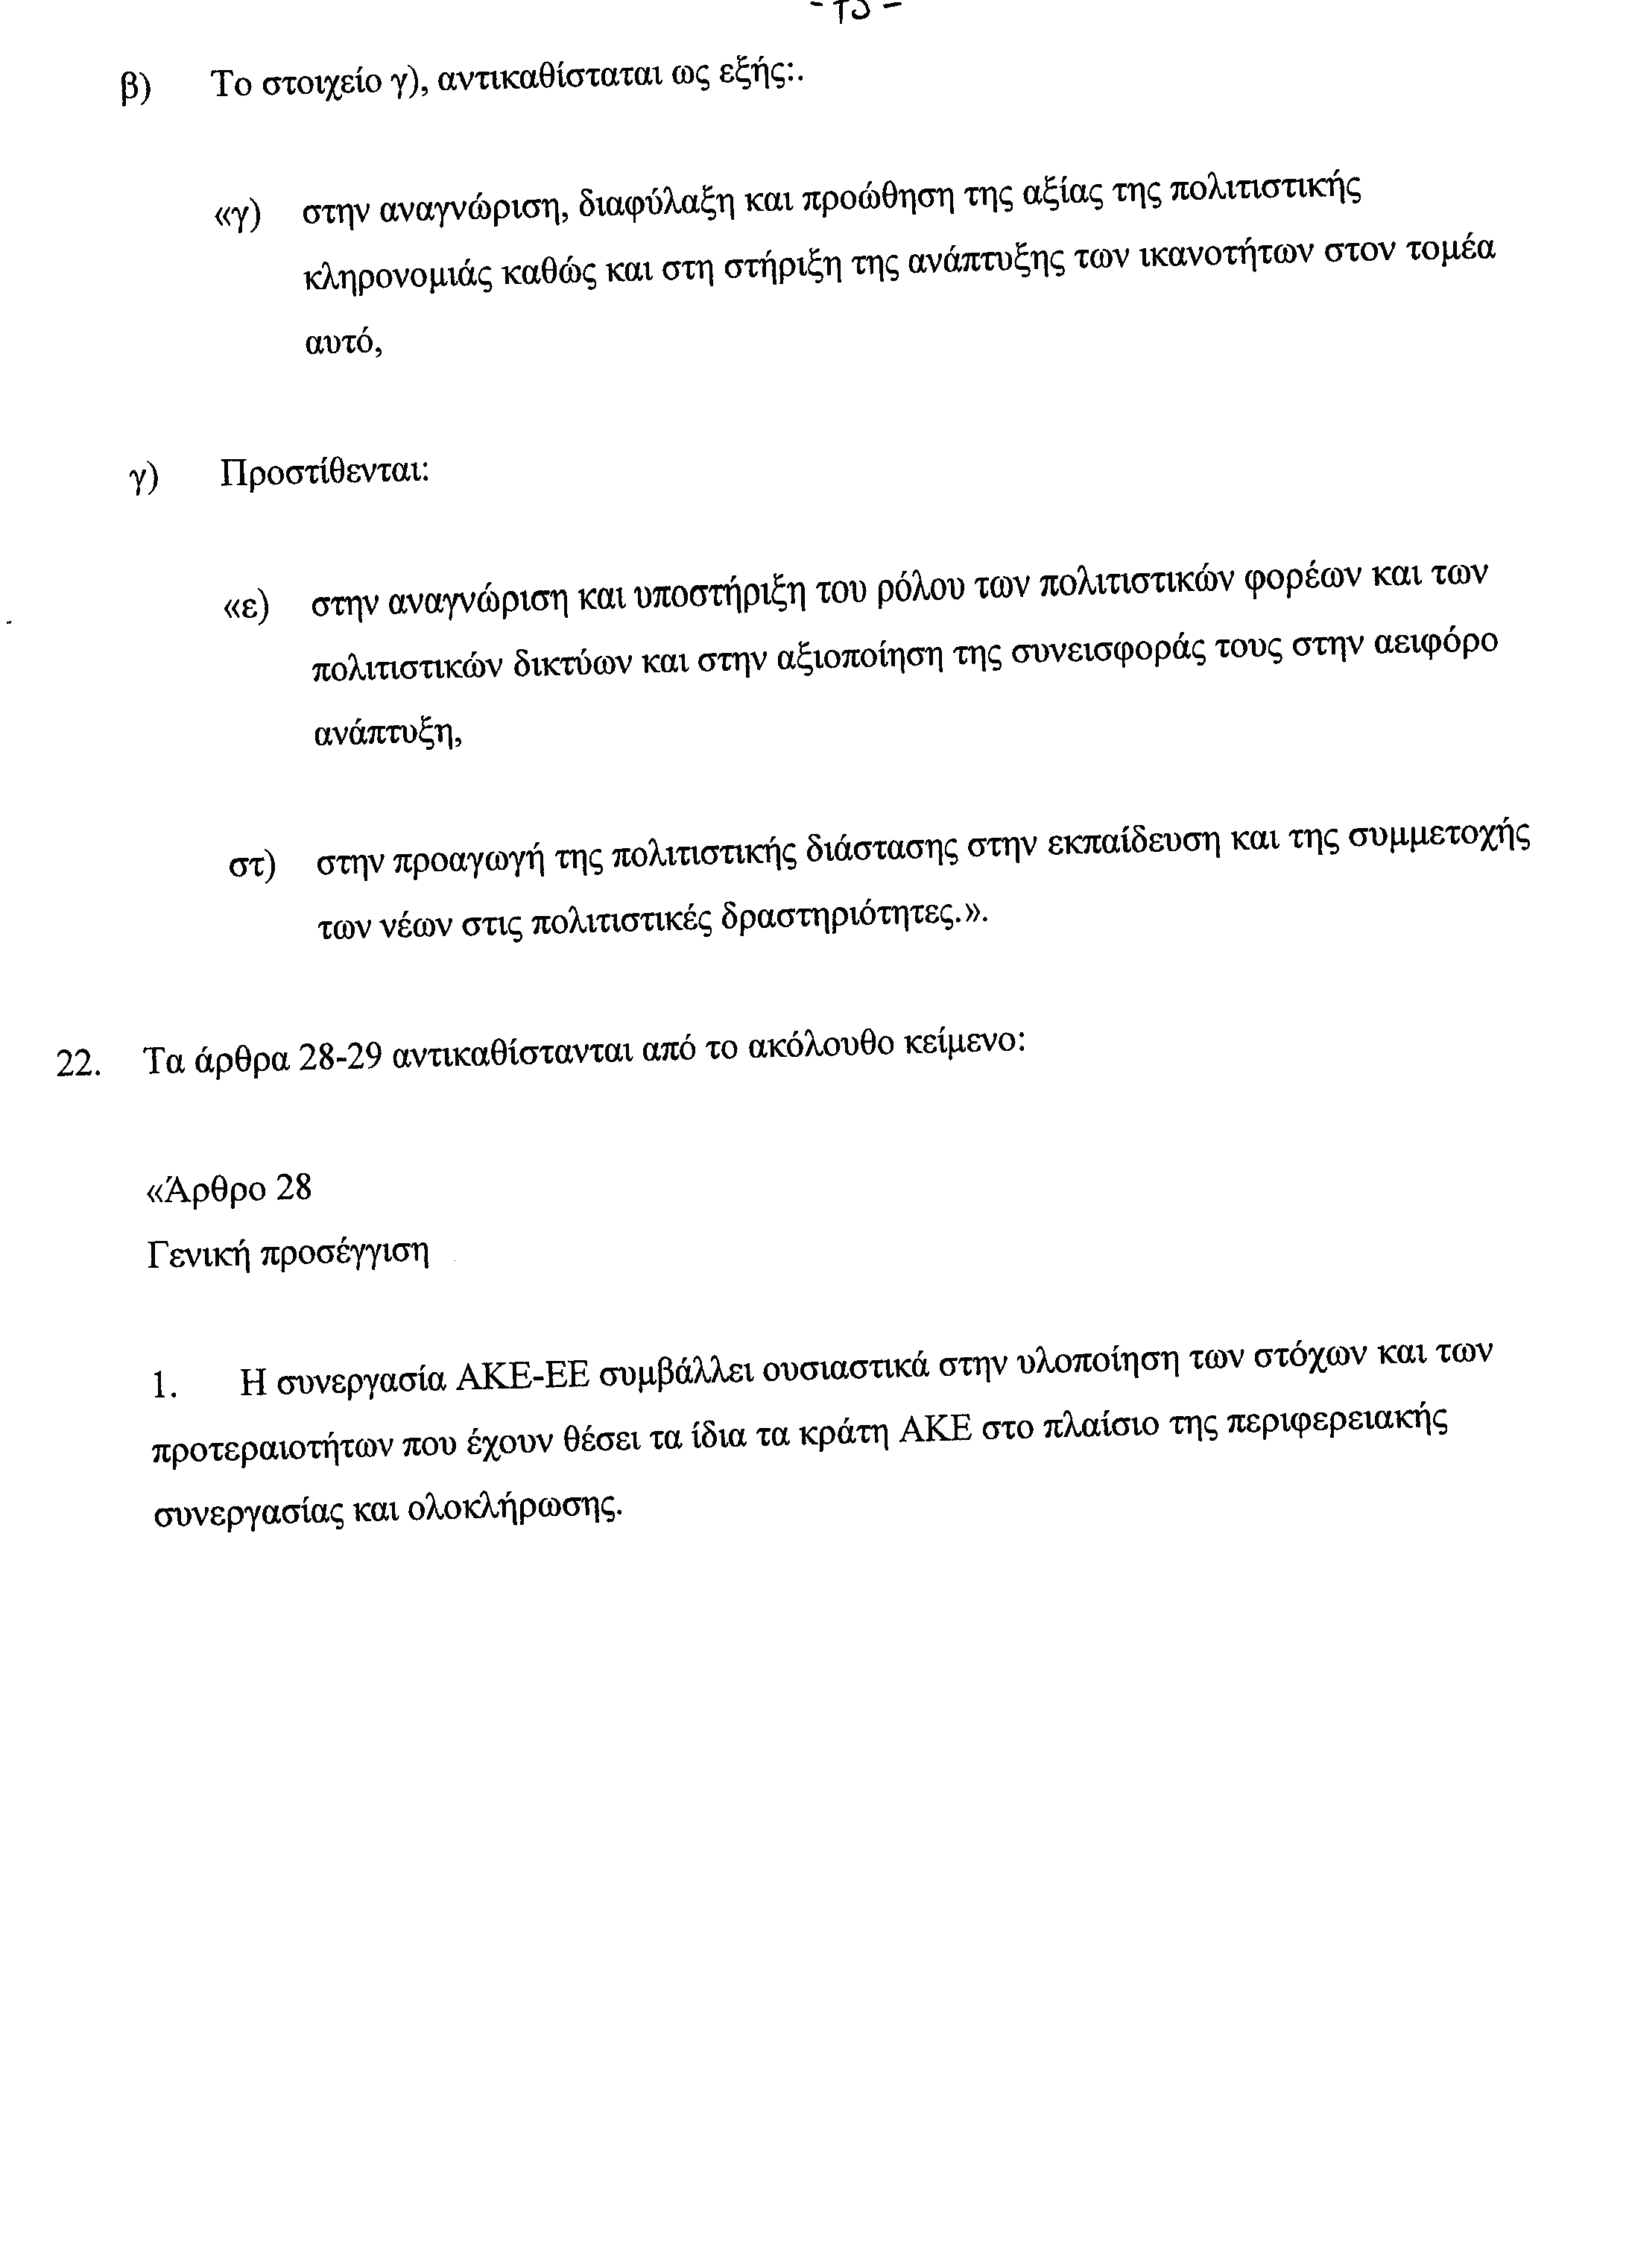 β) Το στοιχείο γ), αντικαθίσταται ως εξής:.
«γ) στην αναγνώριση, διαφύλαξη και προώθηση της αξίας της πολιτιστικής
κληρονομιάς καθώς και στη στήριξη της ανάπτυξης των ικανοτήτων στον τομέα
αυτό,
γ) Προστίθενται:
«ε) στην αναγνώριση και υποστήριξη του ρόλου των πολιτιστικών φορέων και των
πολιτιστικών δικτύων και στην αξιοποίηση της συνεισφοράς τους στην αειφόρο
ανάπτυξη,
στ) στην προαγωγή της πολιτιστικής διάστασης στην εκπαίδευση και της συμμετοχής
των νέων στις πολιτιστικές δραστηριότητες.».
22. Τα άρθρα 28-29 αντικαθίστανται από το ακόλουθο κείμενο:
«Άρθρο 28
Γενική προσέγγιση
1. Η συνεργασία ΑΚΕ-ΕΕ συμβάλλει ουσιαστικά στην υλοποίηση των στόχων και των
προτεραιοτήτων που έχουν θέσει τα ίδια τα κράτη ΑΚΕ στο πλαίσιο της περιφερειακής
συνεργασίας και ολοκλήρωσης.